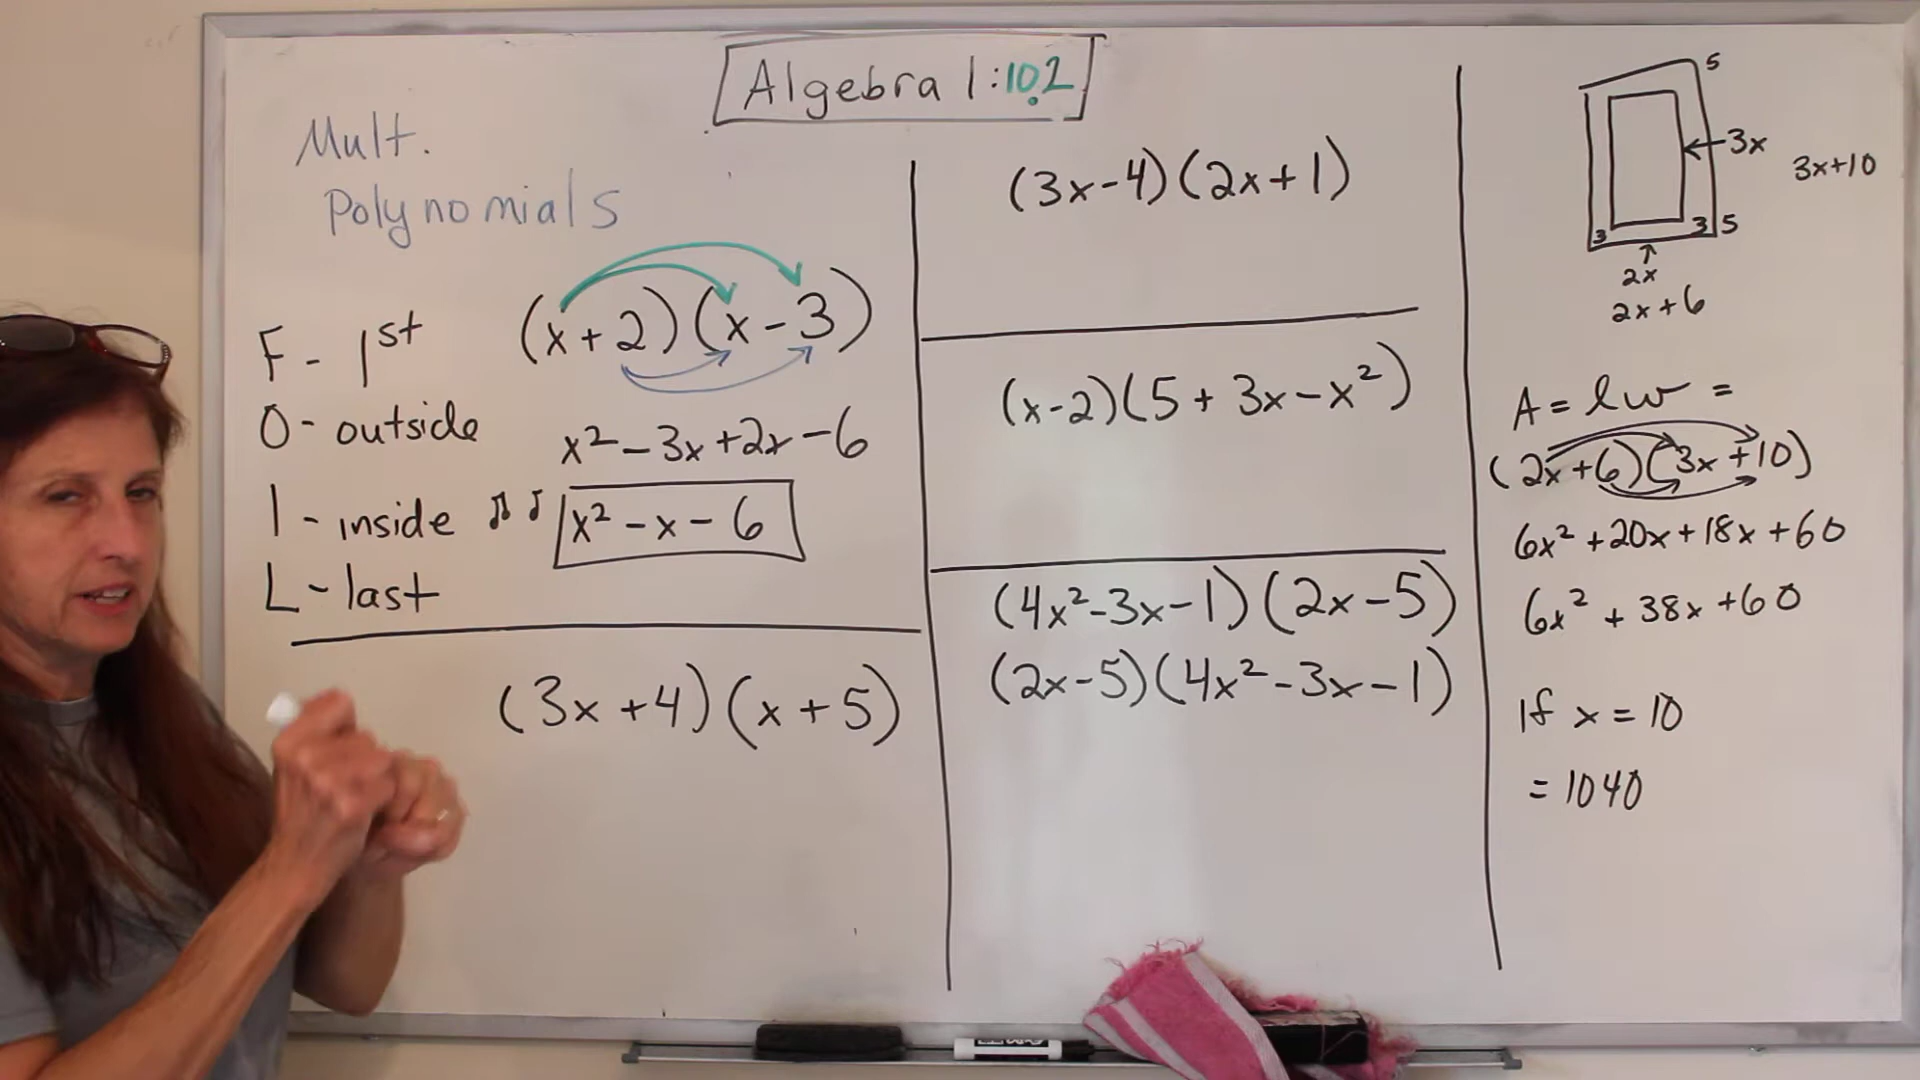 Algebra 1:10.2
Mult.
Polynomials
(x+2)(x-3)
F - 1st
O - outside
I - inside
L - last
x² - 3x + 2x - 6
x² - x - 6
(3x+4)(x+5)
(3x-4)(2x+1)
(x-2)(5+3x-x²)
(4x²-3x-1)(2x-5)
(2x-5)(4x²-3x-1)
5
3x
3x+10
3 3 5
2x
2x+6
A = lw =
(2x+6)(3x+10)
6x² + 20x + 18x + 60
6x² + 38x + 60
If x = 10
= 1040